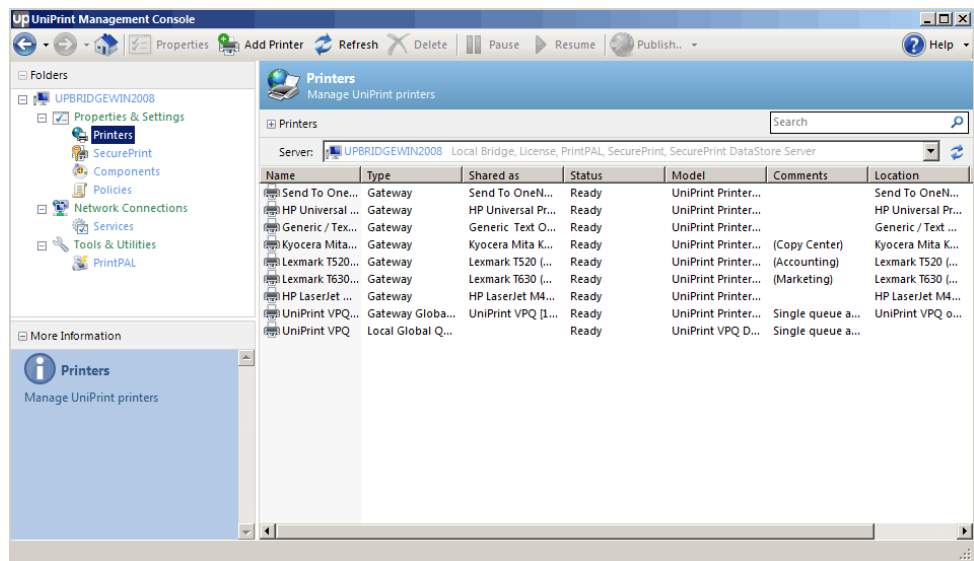 UP UniPrint Management Console
Properties Add Printer Refresh Delete Pause Resume Publish.. Help
Folders
UPBRIDGEWIN2008
Properties & Settings
Printers
SecurePrint
Components
Policies
Network Connections
Services
Tools & Utilities
PrintPAL
More Information
Printers
Manage UniPrint printers
Printers
Manage UniPrint printers
Printers Search
Server: UPBRIDGEWIN2008 Local Bridge, License, PrintPAL, SecurePrint, SecurePrint DataStore Server
Name Type Shared as Status Model Comments Location
Send To One... Gateway Send To OneN... Ready UniPrint Printer... Send To OneN...
HP Universal ... Gateway HP Universal Pr... Ready UniPrint Printer... HP Universal Pr...
Generic / Tex... Gateway Generic Text O... Ready UniPrint Printer... Generic / Text ...
Kyocera Mita... Gateway Kyocera Mita K... Ready UniPrint Printer... (Copy Center) Kyocera Mita K...
Lexmark T520... Gateway Lexmark T520 (... Ready UniPrint Printer... (Accounting) Lexmark T520 (...
Lexmark T630... Gateway Lexmark T630 (... Ready UniPrint Printer... (Marketing) Lexmark T630 (...
HP LaserJet ... Gateway HP LaserJet M4... Ready UniPrint Printer... HP LaserJet M4...
UniPrint VPQ... Gateway Globa... UniPrint VPQ [1... Ready UniPrint Printer... Single queue a... UniPrint VPQ o...
UniPrint VPQ Local Global Q... Ready UniPrint VPQ D... Single queue a...